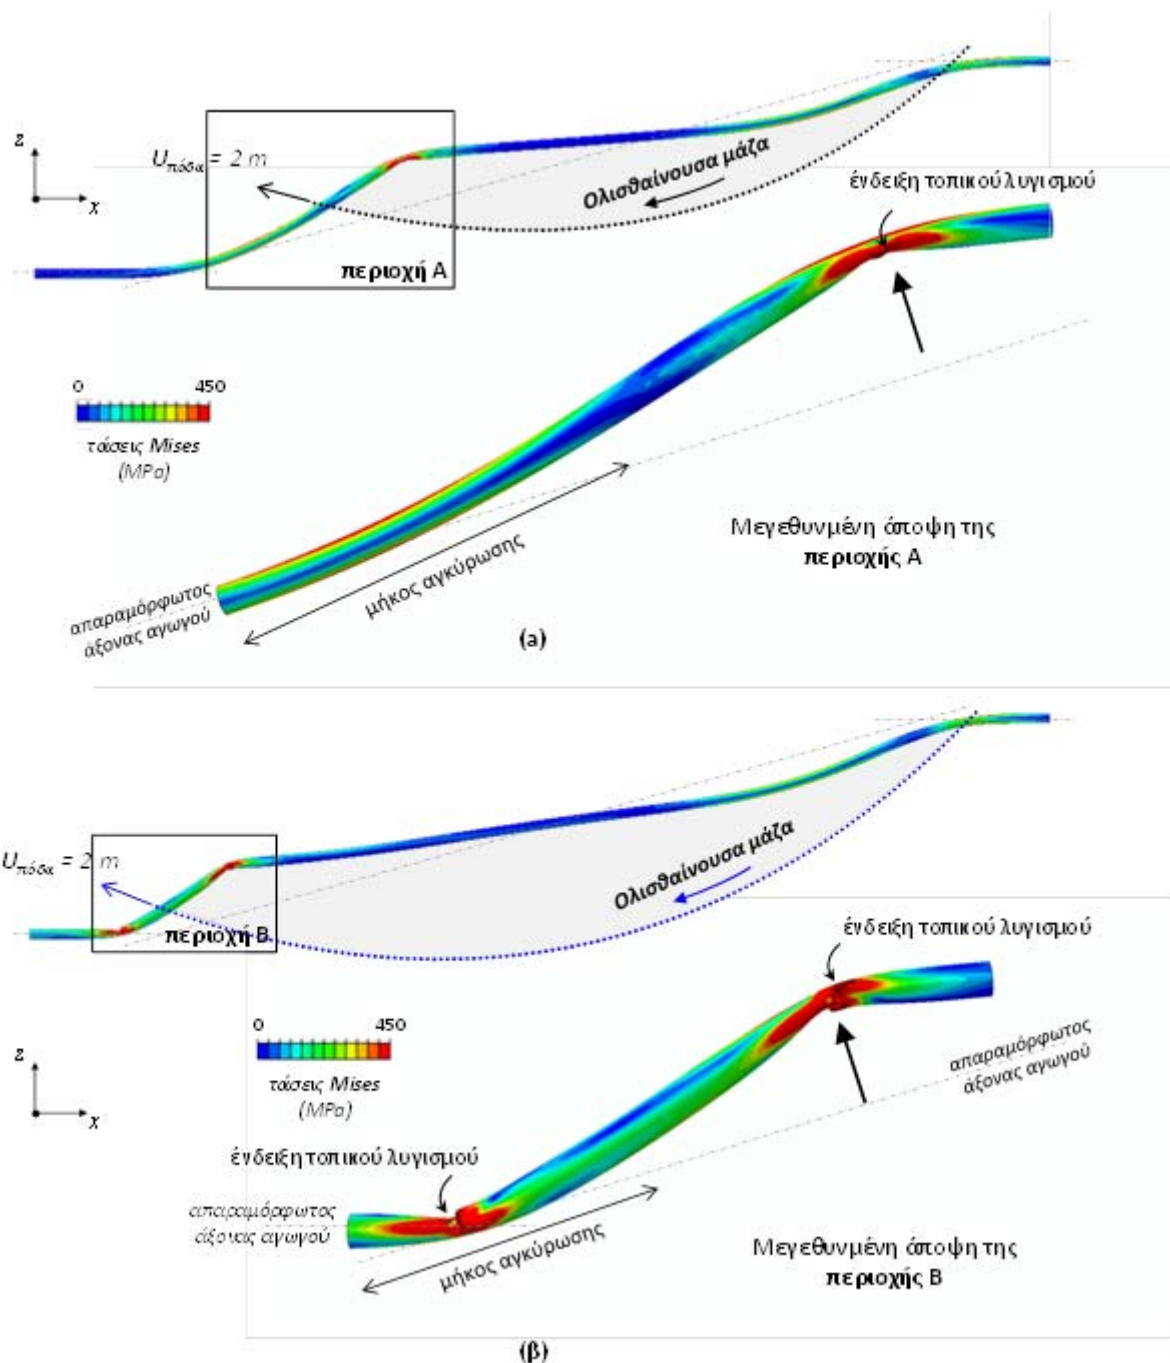 z
x
U πόδα = 2 m
Ολισθαίνουσα μάζα
ένδειξη τοπικού λυγισμού
περιοχή Α
0 450
τάσεις Mises
(MPa)
Μεγεθυνμένη άποψη της
περιοχής Α
μήκος αγκύρωσης
απαραμόρφωτος
άξονας αγωγού
(α)
U πόδα = 2 m
Ολισθαίνουσα μάζα
περιοχή Β
ένδειξη τοπικού λυγισμού
0 450
τάσεις Mises
(MPa)
z
x
απαραμόρφωτος
άξονας αγωγού
ένδειξη τοπικού λυγισμού
απαραμόρφωτος
άξονας αγωγού
μήκος αγκύρωσης
Μεγεθυνμένη άποψη της
περιοχής Β
(β)